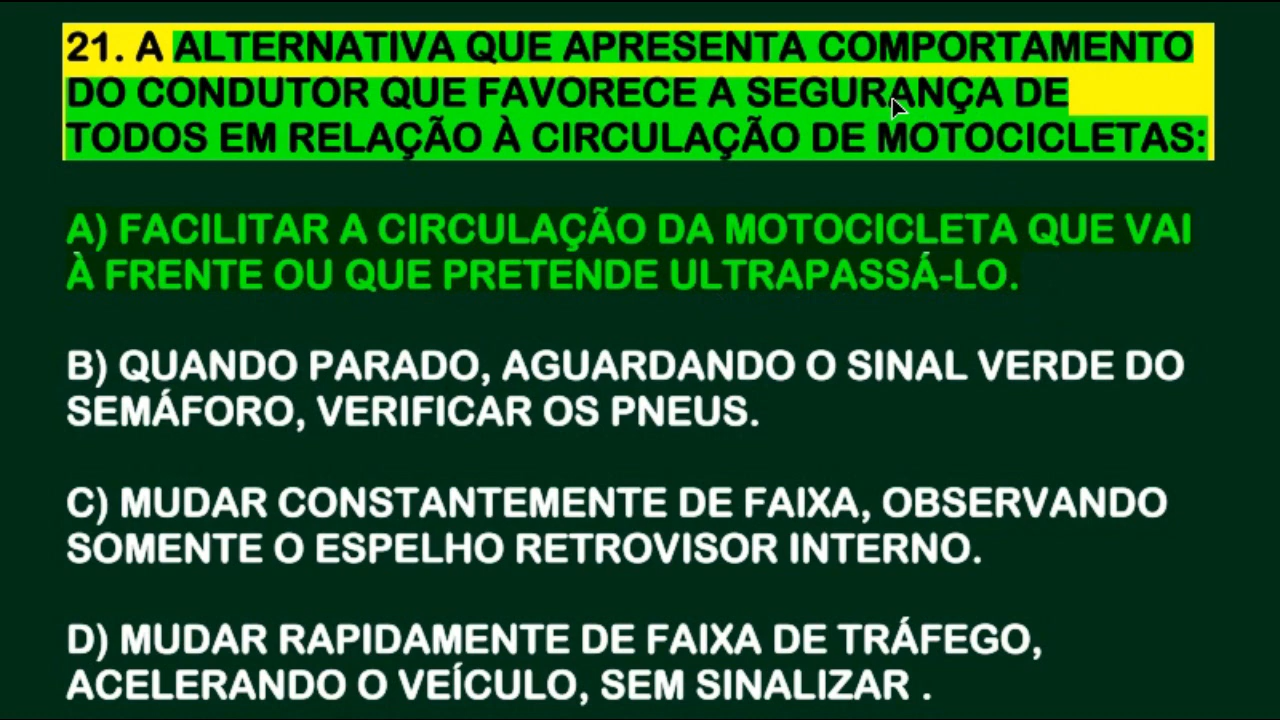 21. A ALTERNATIVA QUE APRESENTA COMPORTAMENTO
DO CONDUTOR QUE FAVORECE A SEGURANÇA DE
TODOS EM RELAÇÃO À CIRCULAÇÃO DE MOTOCICLETAS:
A) FACILITAR A CIRCULAÇÃO DA MOTOCICLETA QUE VAI
À FRENTE OU QUE PRETENDE ULTRAPASSÁ-LO.
B) QUANDO PARADO, AGUARDANDO O SINAL VERDE DO
SEMÁFORO, VERIFICAR OS PNEUS.
C) MUDAR CONSTANTEMENTE DE FAIXA, OBSERVANDO
SOMENTE O ESPELHO RETROVISOR INTERNO.
D) MUDAR RAPIDAMENTE DE FAIXA DE TRÁFEGO,
ACELERANDO O VEÍCULO, SEM SINALIZAR .